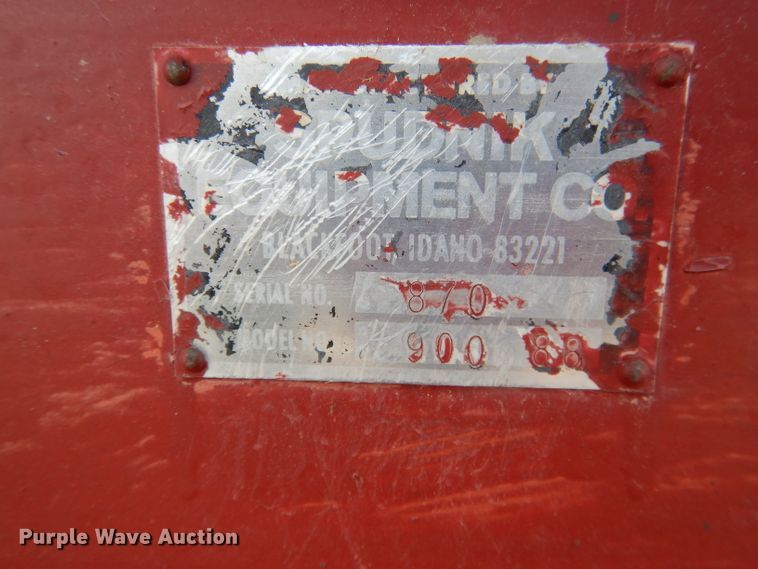 SPUDNIK
EQUIPMENT CO
BLACKFOOT, IDAHO 83221
SERIAL NO. 870
MODEL NO. 900 88
Purple Wave Auction